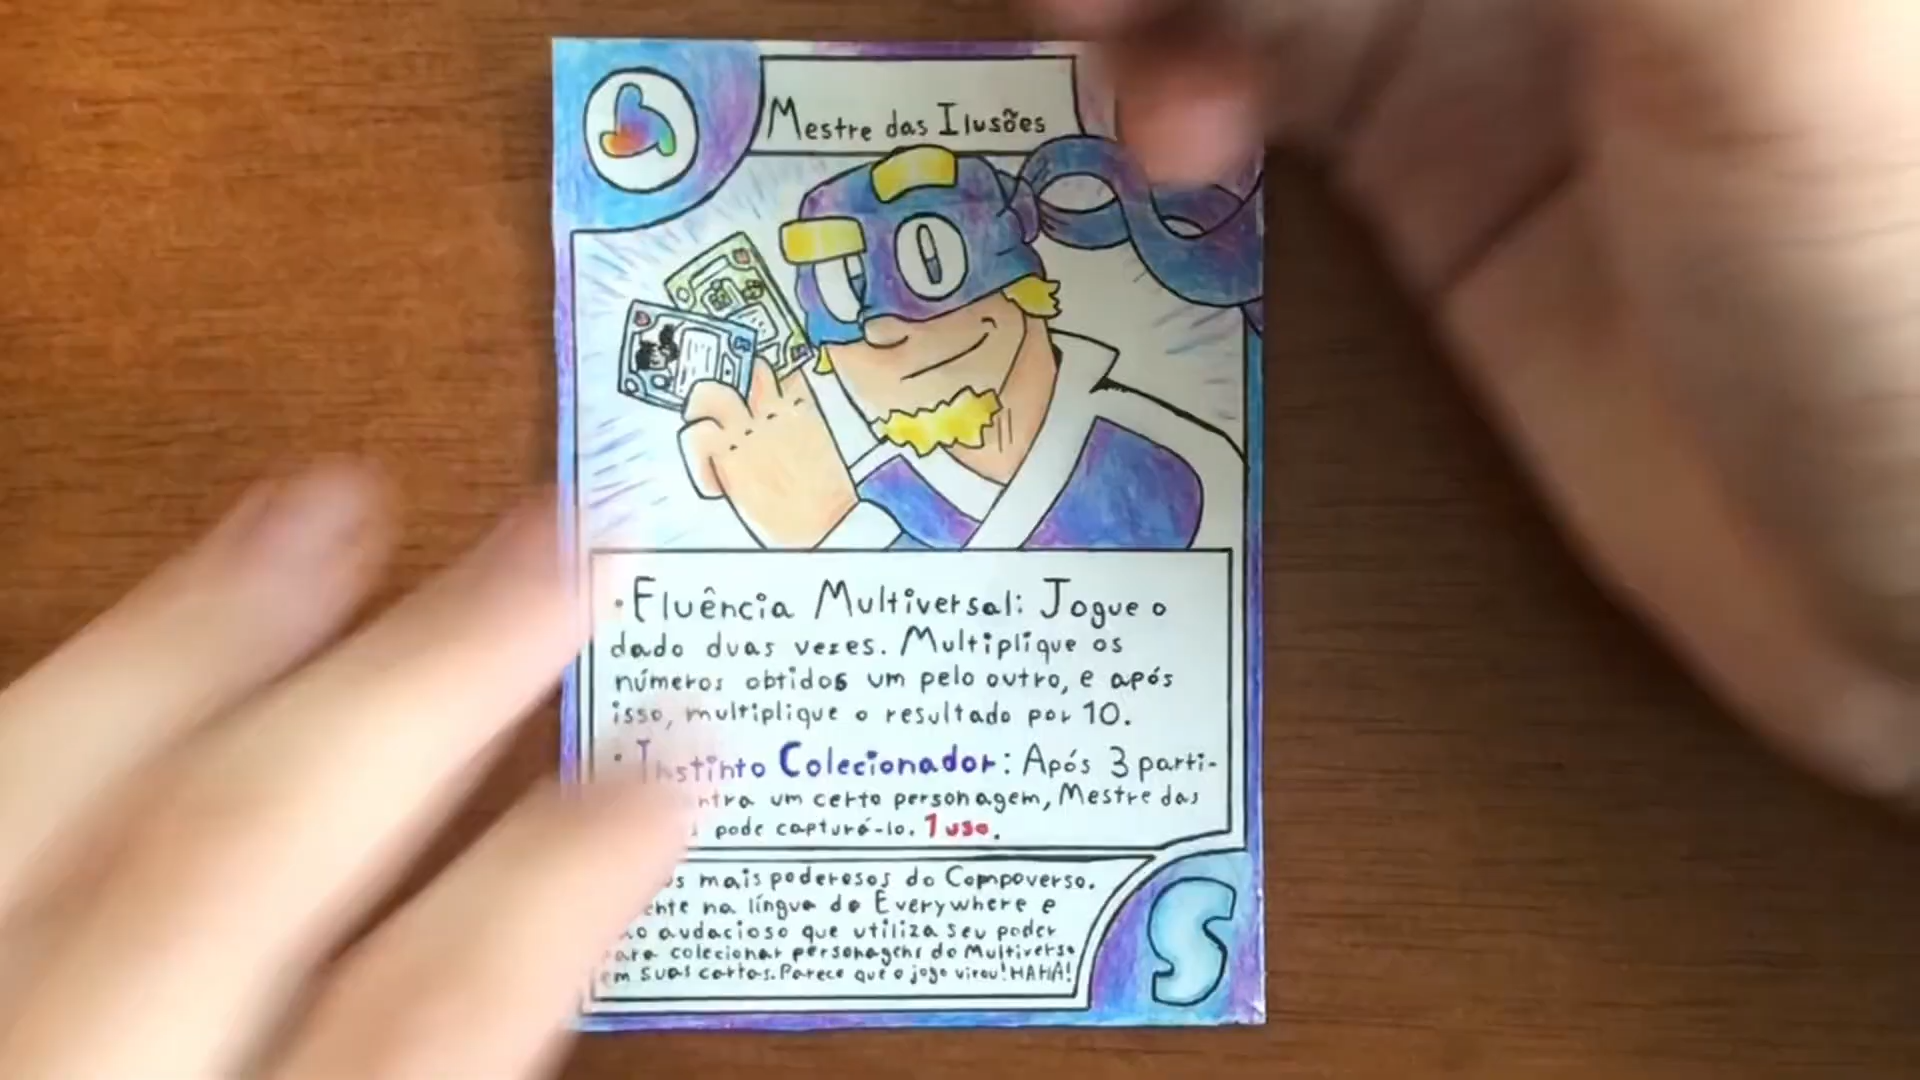 Mestre das Ilusões
• Fluência Multiversal: Jogue o
dado duas vezes. Multiplique os
números obtidos um pelo outro, e após
isso, multiplique o resultado por 10.
• Instinto Colecionador: Após 3 parti-
um certo personagem, Mestre das
pode capturá-lo. 1 uso.
mais poderosos do Compoverso.
na língua do Everywhere e
audacioso que utiliza seu poder
para colecionar personagens do Multiverso
em suas cartas. Parece que o jogo virou! HAHA!
S